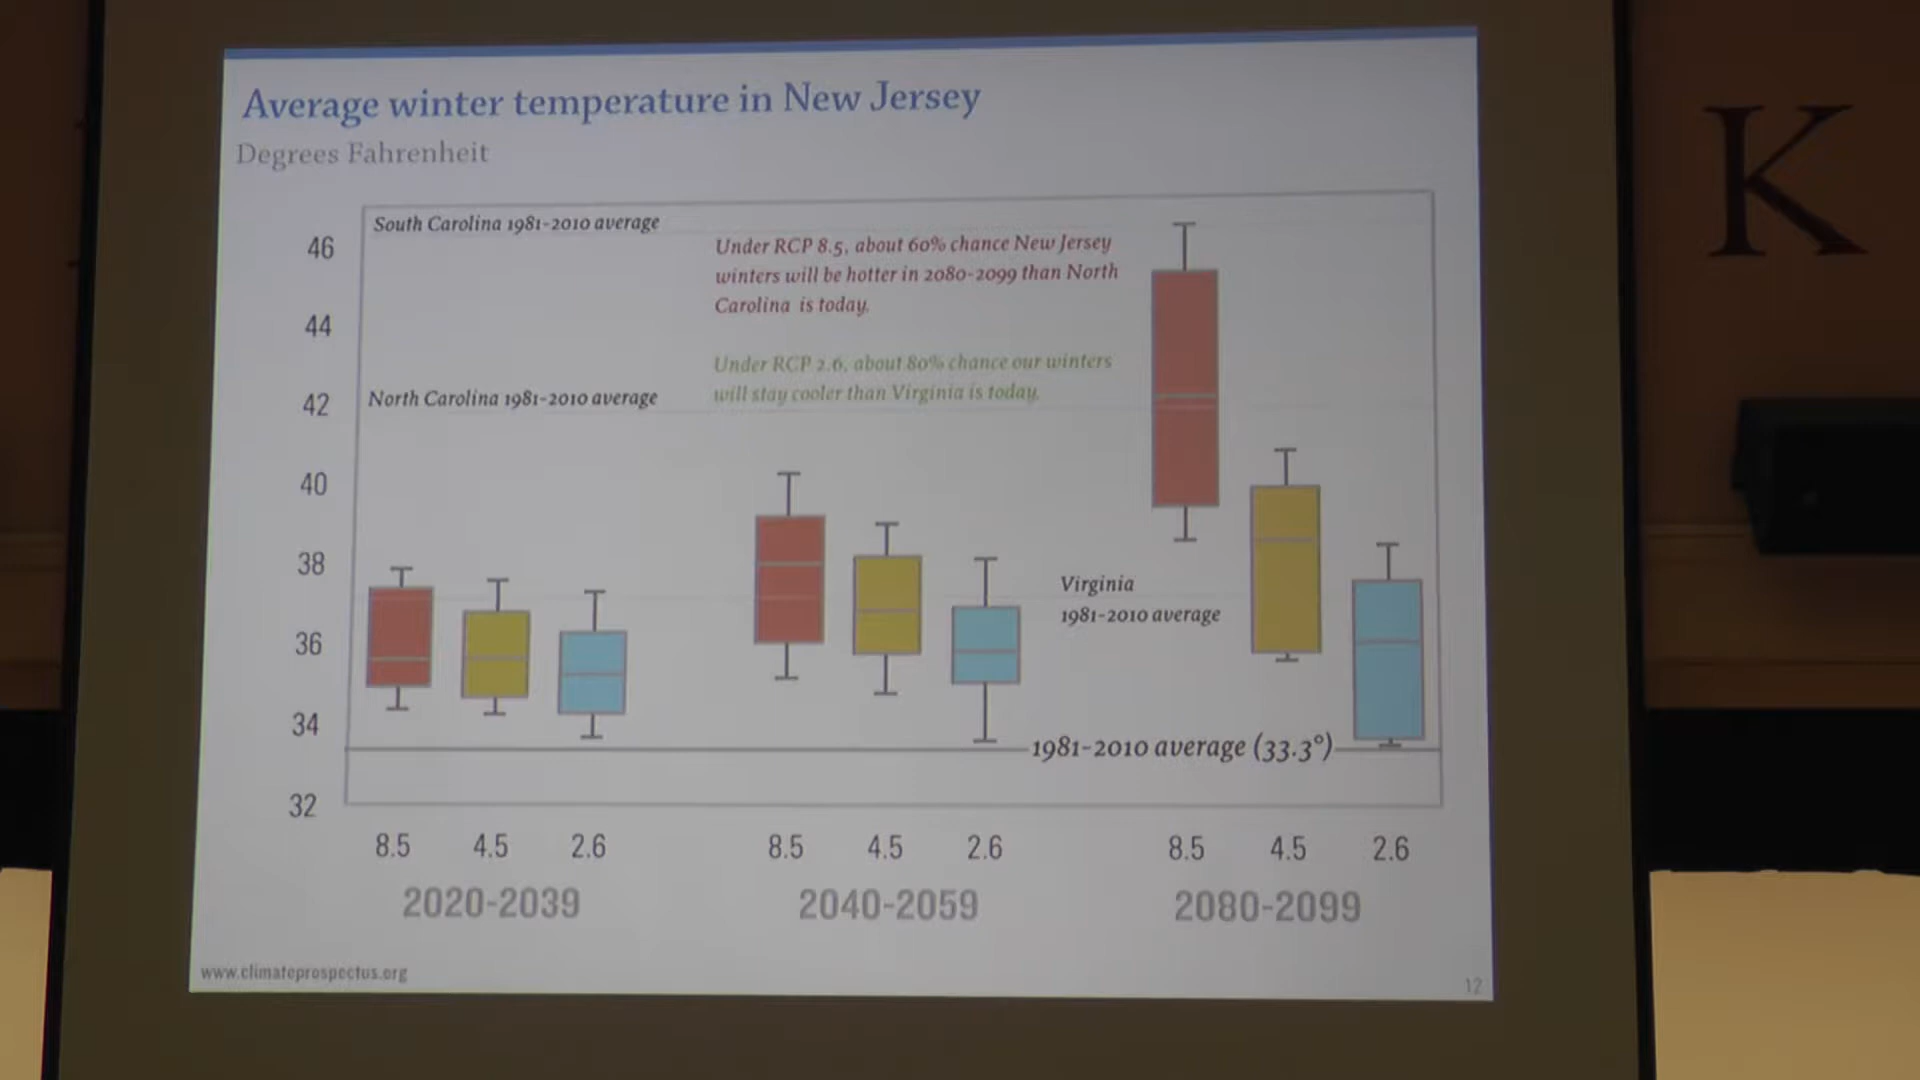 Average winter temperature in New Jersey
Degrees Fahrenheit
South Carolina 1981-2010 average
Under RCP 8.5, about 60% chance New Jersey
winters will be hotter in 2080-2099 than North
Carolina is today.
Under RCP 2.6, about 80% chance our winters
will stay cooler than Virginia is today.
North Carolina 1981-2010 average
Virginia
1981-2010 average
1981-2010 average (33.3°)
46
44
42
40
38
36
34
32
8.5 4.5 2.6 8.5 4.5 2.6 8.5 4.5 2.6
2020-2039 2040-2059 2080-2099
www.climateprospectus.org
12
K